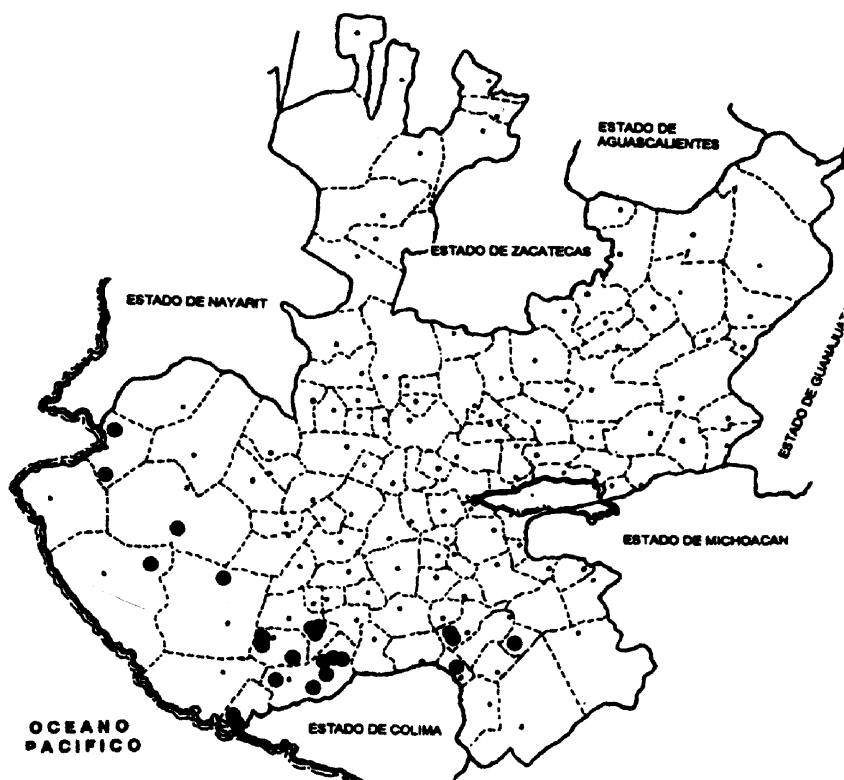 ESTADO DE
AGUASCALIENTES
ESTADO DE ZACATECAS
ESTADO DE NAYARIT
ESTADO DE
ESTADO DE MICHOACAN
OCEANO
PACIFICO
ESTADO DE COLIMA